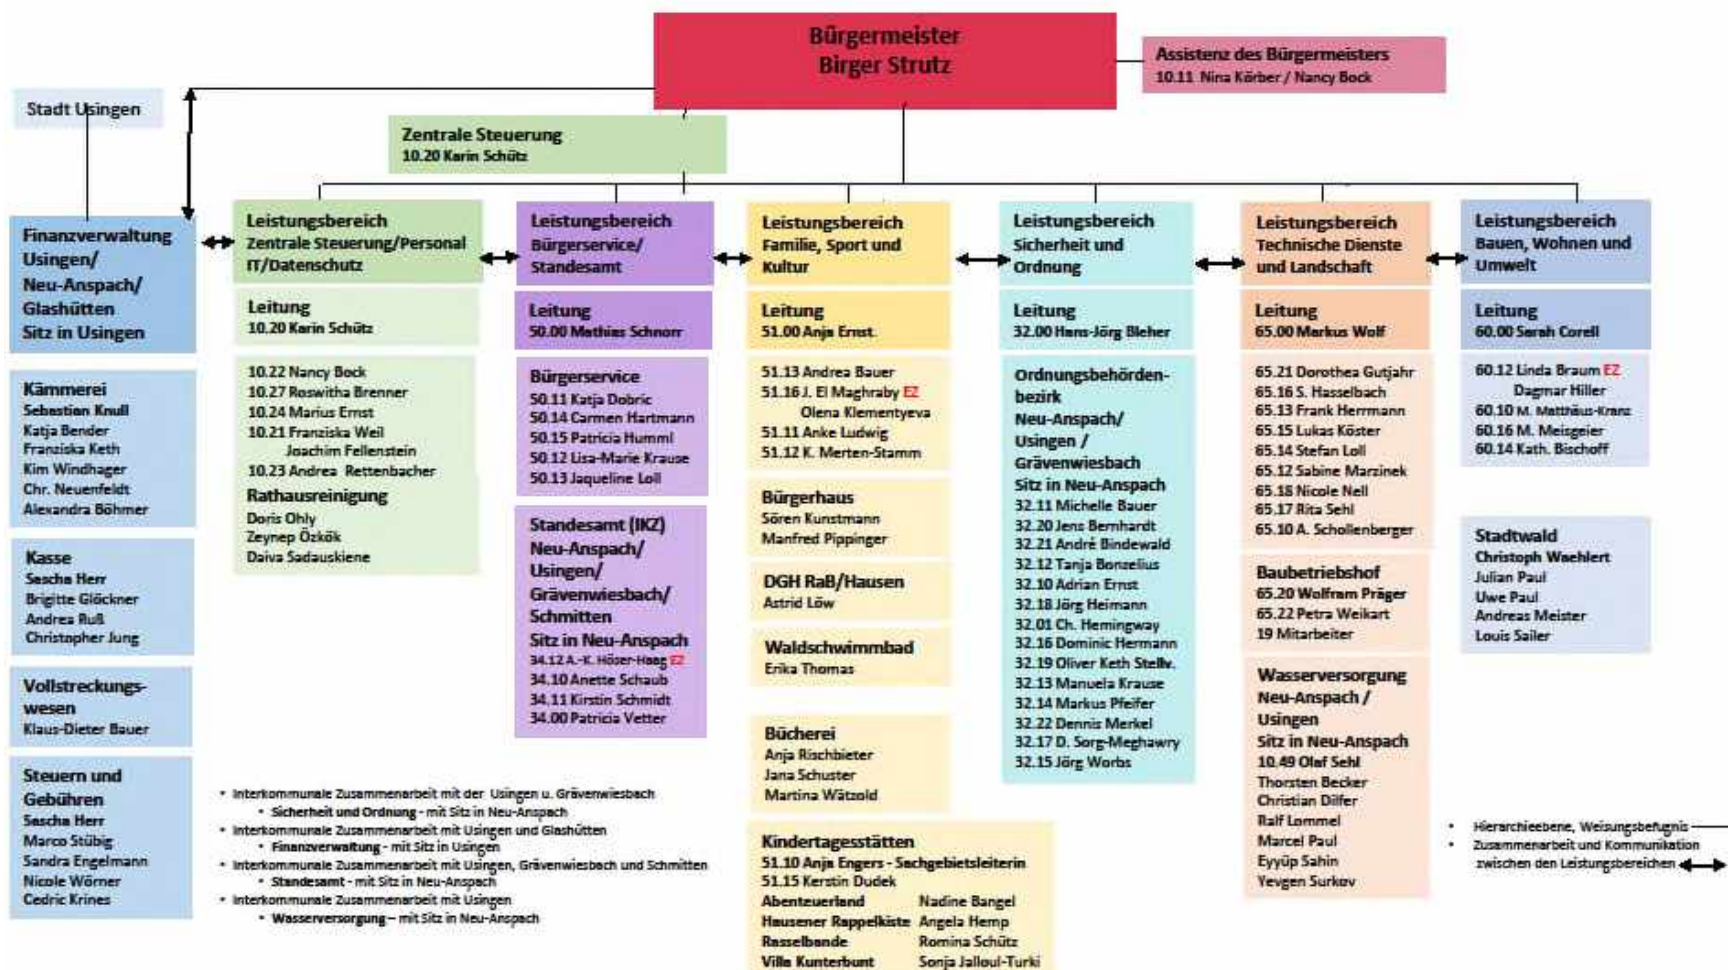 Bürgermeister
Birger Strutz
Assistenz des Bürgermeisters
10.11 Nina Körber / Nancy Bock
Stadt Usingen
Zentrale Steuerung
10.20 Karin Schütz
Finanzverwaltung
Usingen/
Neu-Anspach/
Glashütten
Sitz in Usingen
Kämmerei
Sebastian Knull
Katja Bender
Franziska Keth
Kim Windhager
Chr. Neuenfeldt
Alexandra Böhmer
Kasse
Sascha Herr
Brigitte Glöckner
Andrea Ruß
Christopher Jung
Vollstreckungs-
wesen
Klaus-Dieter Bauer
Steuern und
Gebühren
Sascha Herr
Marco Stübig
Sandra Engelmann
Nicole Wörner
Cedric Krines
Leistungsbereich
Zentrale Steuerung/Personal
IT/Datenschutz
Leitung
10.20 Karin Schütz
10.22 Nancy Bock
10.27 Roswitha Brenner
10.24 Marius Ernst
10.21 Franziska Weil
Joachim Fellenstein
10.23 Andrea Rettenbacher
Rathausreinigung
Doris Ohly
Zeynep Özkök
Daiva Sadauskiene
Leistungsbereich
Bürgerservice/
Standesamt
Leitung
50.00 Mathias Schnorr
Bürgerservice
50.11 Katja Dobric
50.14 Carmen Hartmann
50.15 Patricia Humml
50.12 Lisa-Marie Krause
50.13 Jaqueline Loll
Standesamt (IKZ)
Neu-Anspach/
Usingen/
Grävenwiesbach/
Schmitten
Sitz in Neu-Anspach
34.12 A.-K. Höser-Haag EZ
34.10 Anette Schaub
34.11 Kirstin Schmidt
34.00 Patricia Vetter
Leistungsbereich
Familie, Sport und
Kultur
Leitung
51.00 Anja Ernst.
51.13 Andrea Bauer
51.16 J. El Maghraby EZ
Olena Klementyeva
51.11 Anke Ludwig
51.12 K. Merten-Stamm
Bürgerhaus
Sören Kunstmann
Manfred Pippinger
DGH RaB/Hausen
Astrid Löw
Waldschwimmbad
Erika Thomas
Bücherei
Anja Rischbieter
Jana Schuster
Martina Wätzold
Kindertagesstätten
51.10 Anja Engers - Sachgebietsleiterin
51.15 Kerstin Dudek
Abenteuerland Nadine Bangel
Hausener Rappelkiste Angela Hemp
Rasselbande Romina Schütz
Villa Kunterbunt Sonja Jalloul-Turki
Leistungsbereich
Sicherheit und
Ordnung
Leitung
32.00 Hans-Jörg Bleher
Ordnungsbehörden-
bezirk
Neu-Anspach/
Usingen /
Grävenwiesbach
Sitz in Neu-Anspach
32.11 Michelle Bauer
32.20 Jens Bernhardt
32.21 André Bindewald
32.12 Tanja Bonzelius
32.10 Adrian Ernst
32.18 Jörg Heimann
32.01 Ch. Hemingway
32.16 Dominic Hermann
32.19 Oliver Keth Stellv.
32.13 Manuela Krause
32.14 Markus Pfeifer
32.22 Dennis Merkel
32.17 D. Sorg-Meghawry
32.15 Jörg Worbs
Leistungsbereich
Technische Dienste
und Landschaft
Leitung
65.00 Markus Wolf
65.21 Dorothea Gutjahr
65.16 S. Hasselbach
65.13 Frank Herrmann
65.15 Lukas Köster
65.14 Stefan Loll
65.12 Sabine Marzinek
65.18 Nicole Nell
65.17 Rita Sehl
65.10 A. Schollenberger
Baubetriebshof
65.20 Wolfram Präger
65.22 Petra Weikart
19 Mitarbeiter
Wasserversorgung
Neu-Anspach /
Usingen
Sitz in Neu-Anspach
10.49 Olaf Sehl
Thorsten Becker
Christian Dilfer
Ralf Lommel
Marcel Paul
Eyyüp Sahin
Yevgen Surkov
Leistungsbereich
Bauen, Wohnen und
Umwelt
Leitung
60.00 Sarah Corell
60.12 Linda Braum EZ
Dagmar Hiller
60.10 M. Matthäus-Kranz
60.16 M. Meisgeier
60.14 Kath. Bischoff
Stadtwald
Christoph Waehlert
Julian Paul
Uwe Paul
Andreas Meister
Louis Sailer
• Interkommunale Zusammenarbeit mit der Usingen u. Grävenwiesbach
• Sicherheit und Ordnung - mit Sitz in Neu-Anspach
• Interkommunale Zusammenarbeit mit Usingen und Glashütten
• Finanzverwaltung - mit Sitz in Usingen
• Interkommunale Zusammenarbeit mit Usingen, Grävenwiesbach und Schmitten
• Standesamt - mit Sitz in Neu-Anspach
• Interkommunale Zusammenarbeit mit Usingen
• Wasserversorgung – mit Sitz in Neu-Anspach
• Hierarchieebene, Weisungsbefugnis
• Zusammenarbeit und Kommunikation
zwischen den Leistungsbereichen